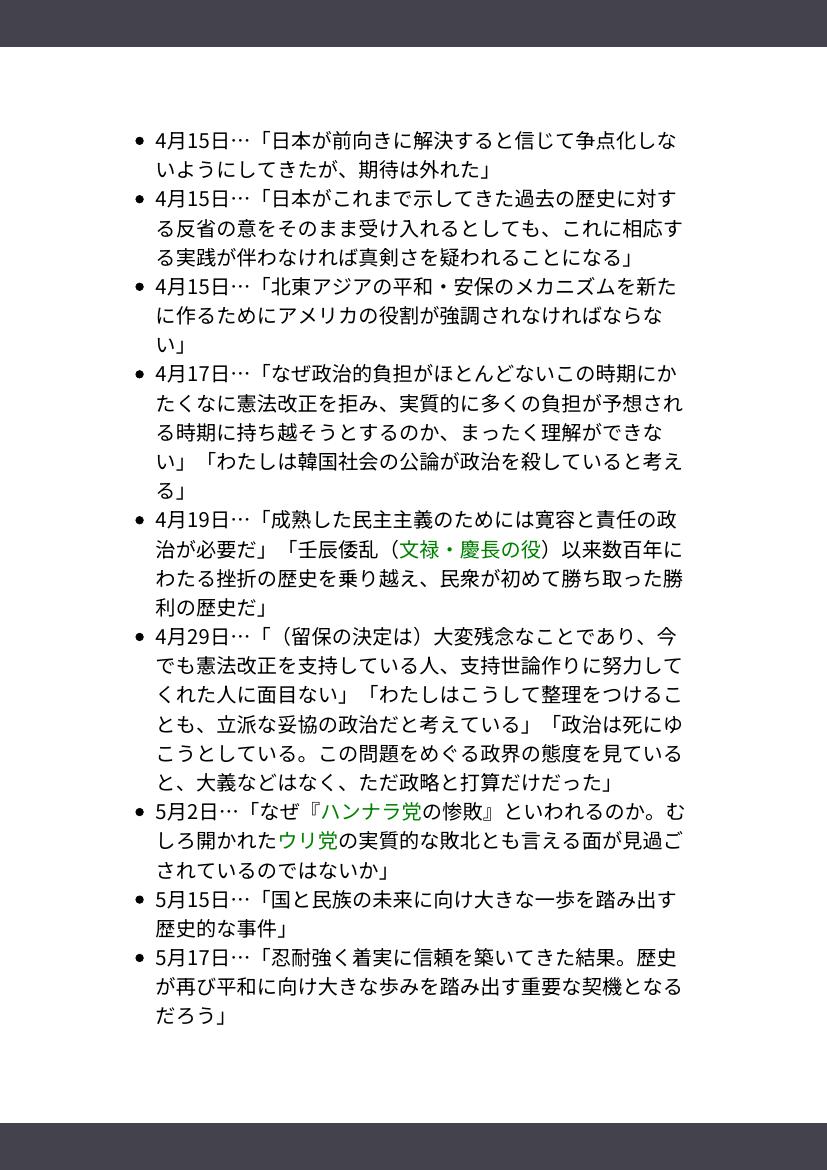 • 4月15日…「日本が前向きに解決すると信じて争点化しな
いようにしてきたが、期待は外れた」
• 4月15日…「日本がこれまで示してきた過去の歴史に対す
る反省の意をそのまま受け入れるとしても、これに相応す
る実践が伴わなければ真剣さを疑われることになる」
• 4月15日…「北東アジアの平和・安保のメカニズムを新た
に作るためにアメリカの役割が強調されなければならな
い」
• 4月17日…「なぜ政治的負担がほとんどないこの時期にか
たくなに憲法改正を拒み、実質的に多くの負担が予想され
る時期に持ち越そうとするのか、まったく理解ができな
い」「わたしは韓国社会の公論が政治を殺していると考え
る」
• 4月19日…「成熟した民主主義のためには寛容と責任の政
治が必要だ」「壬辰倭乱（文禄・慶長の役）以来数百年に
わたる挫折の歴史を乗り越え、民衆が初めて勝ち取った勝
利の歴史だ」
• 4月29日…「（留保の決定は）大変残念なことであり、今
でも憲法改正を支持している人、支持世論作りに努力して
くれた人に面目ない」「わたしはこうして整理をつけるこ
とも、立派な妥協の政治だと考えている」「政治は死にゆ
こうとしている。この問題をめぐる政界の態度を見ている
と、大義などはなく、ただ政略と打算だけだった」
• 5月2日…「なぜ『ハンナラ党の惨敗』といわれるのか。む
しろ開かれたウリ党の実質的な敗北とも言える面が見過ご
されているのではないか」
• 5月15日…「国と民族の未来に向け大きな一歩を踏み出す
歴史的な事件」
• 5月17日…「忍耐強く着実に信頼を築いてきた結果。歴史
が再び平和に向け大きな歩みを踏み出す重要な契機となる
だろう」